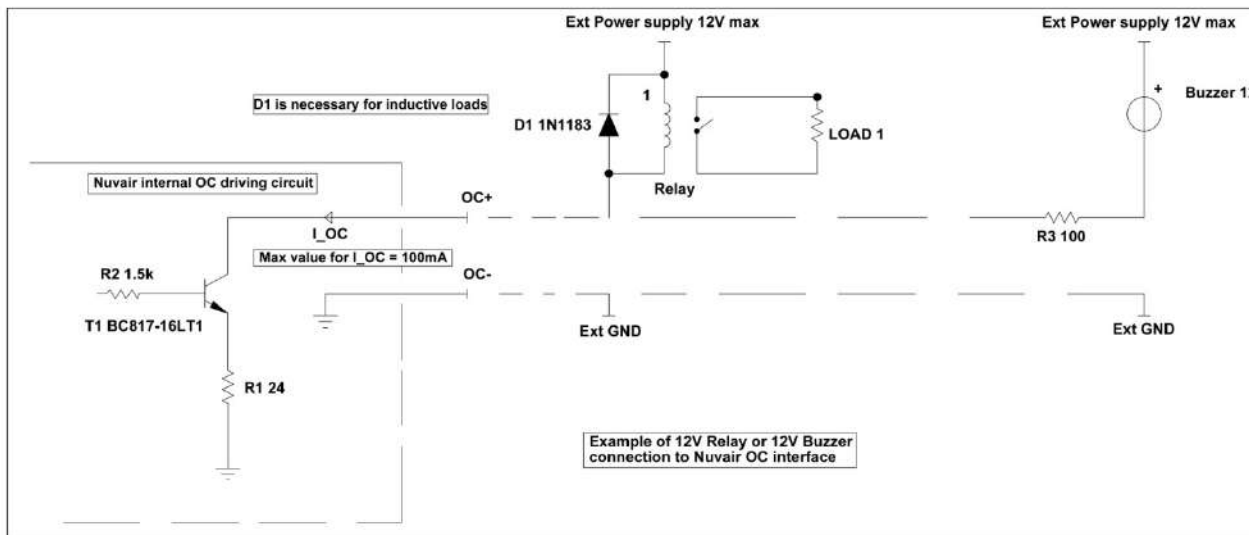 Ext Power supply 12V max
Ext Power supply 12V max
D1 is necessary for inductive loads
1
+
Buzzer 12
D1 1N1183
LOAD 1
Relay
Nuvair internal OC driving circuit
OC+
I_OC
R3 100
Max value for I_OC = 100mA
R2 1.5k
OC-
T1 BC817-16LT1
Ext GND
Ext GND
R1 24
Example of 12V Relay or 12V Buzzer
connection to Nuvair OC interface